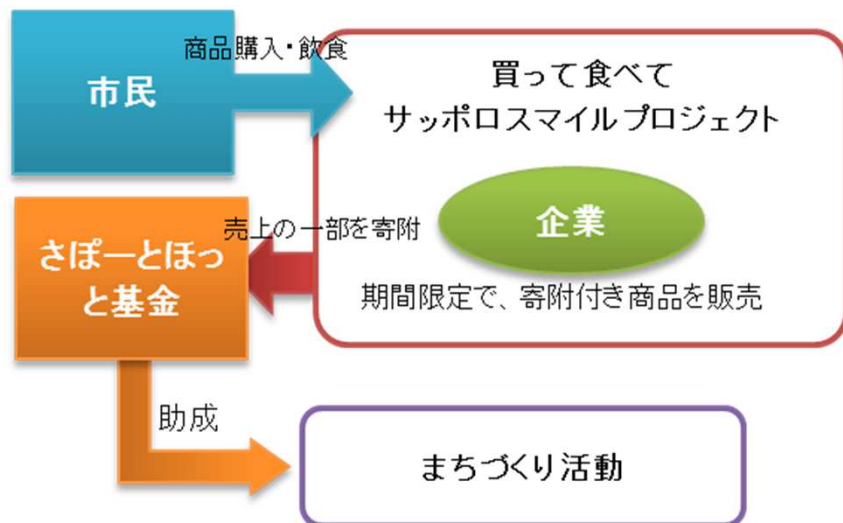 商品購入・飲食
市民
買って食べて
サッポロスマイルプロジェクト
企業
売上の一部を寄附
さぽーとほっ
と基金
期間限定で、寄附付き商品を販売
助成
まちづくり活動